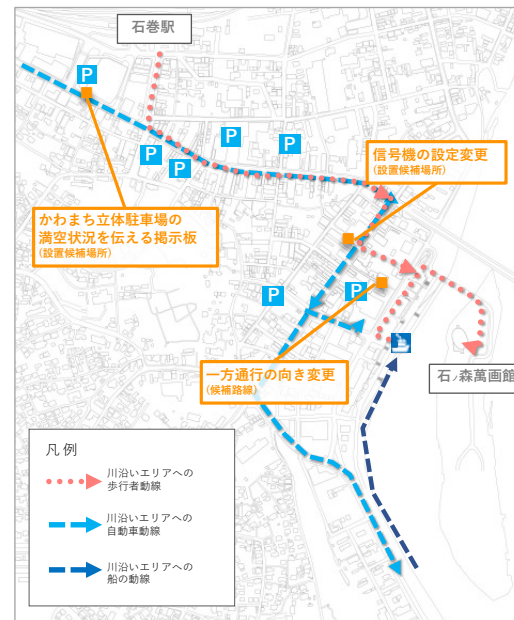 石巻駅
P
P
P
P
P
信号機の設定変更
(設置候補場所)
かわまち立体駐車場の
満空状況を伝える掲示板
(設置候補場所)
P
P
一方通行の向き変更
(候補路線)
石ノ森萬画館
凡例
川沿いエリアへの
歩行者動線
川沿いエリアへの
自動車動線
川沿いエリアへの
船の動線